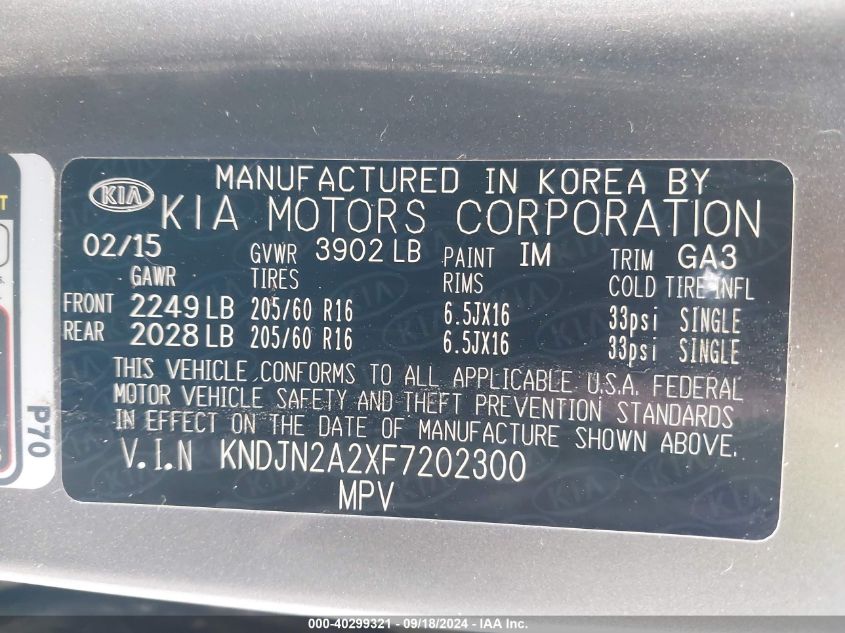 MANUFACTURED IN KOREA BY
KIA
KIA MOTORS CORPORATION
02/15 GVWR 3902 LB PAINT IM TRIM GA3
GAWR TIRES RIMS COLD TIRE INFL
FRONT 2249 LB 205/60 R16 6.5JX16 33psi SINGLE
REAR 2028 LB 205/60 R16 6.5JX16 33psi SINGLE
THIS VEHICLE CONFORMS TO ALL APPLICABLE U.S.A. FEDERAL
MOTOR VEHICLE SAFETY AND THEFT PREVENTION STANDARDS
IN EFFECT ON THE DATE OF MANUFACTURE SHOWN ABOVE.
V.I.N KNDJN2A2XF7202300
MPV
P70
000-40299321 - 09/18/2024 - IAA Inc.